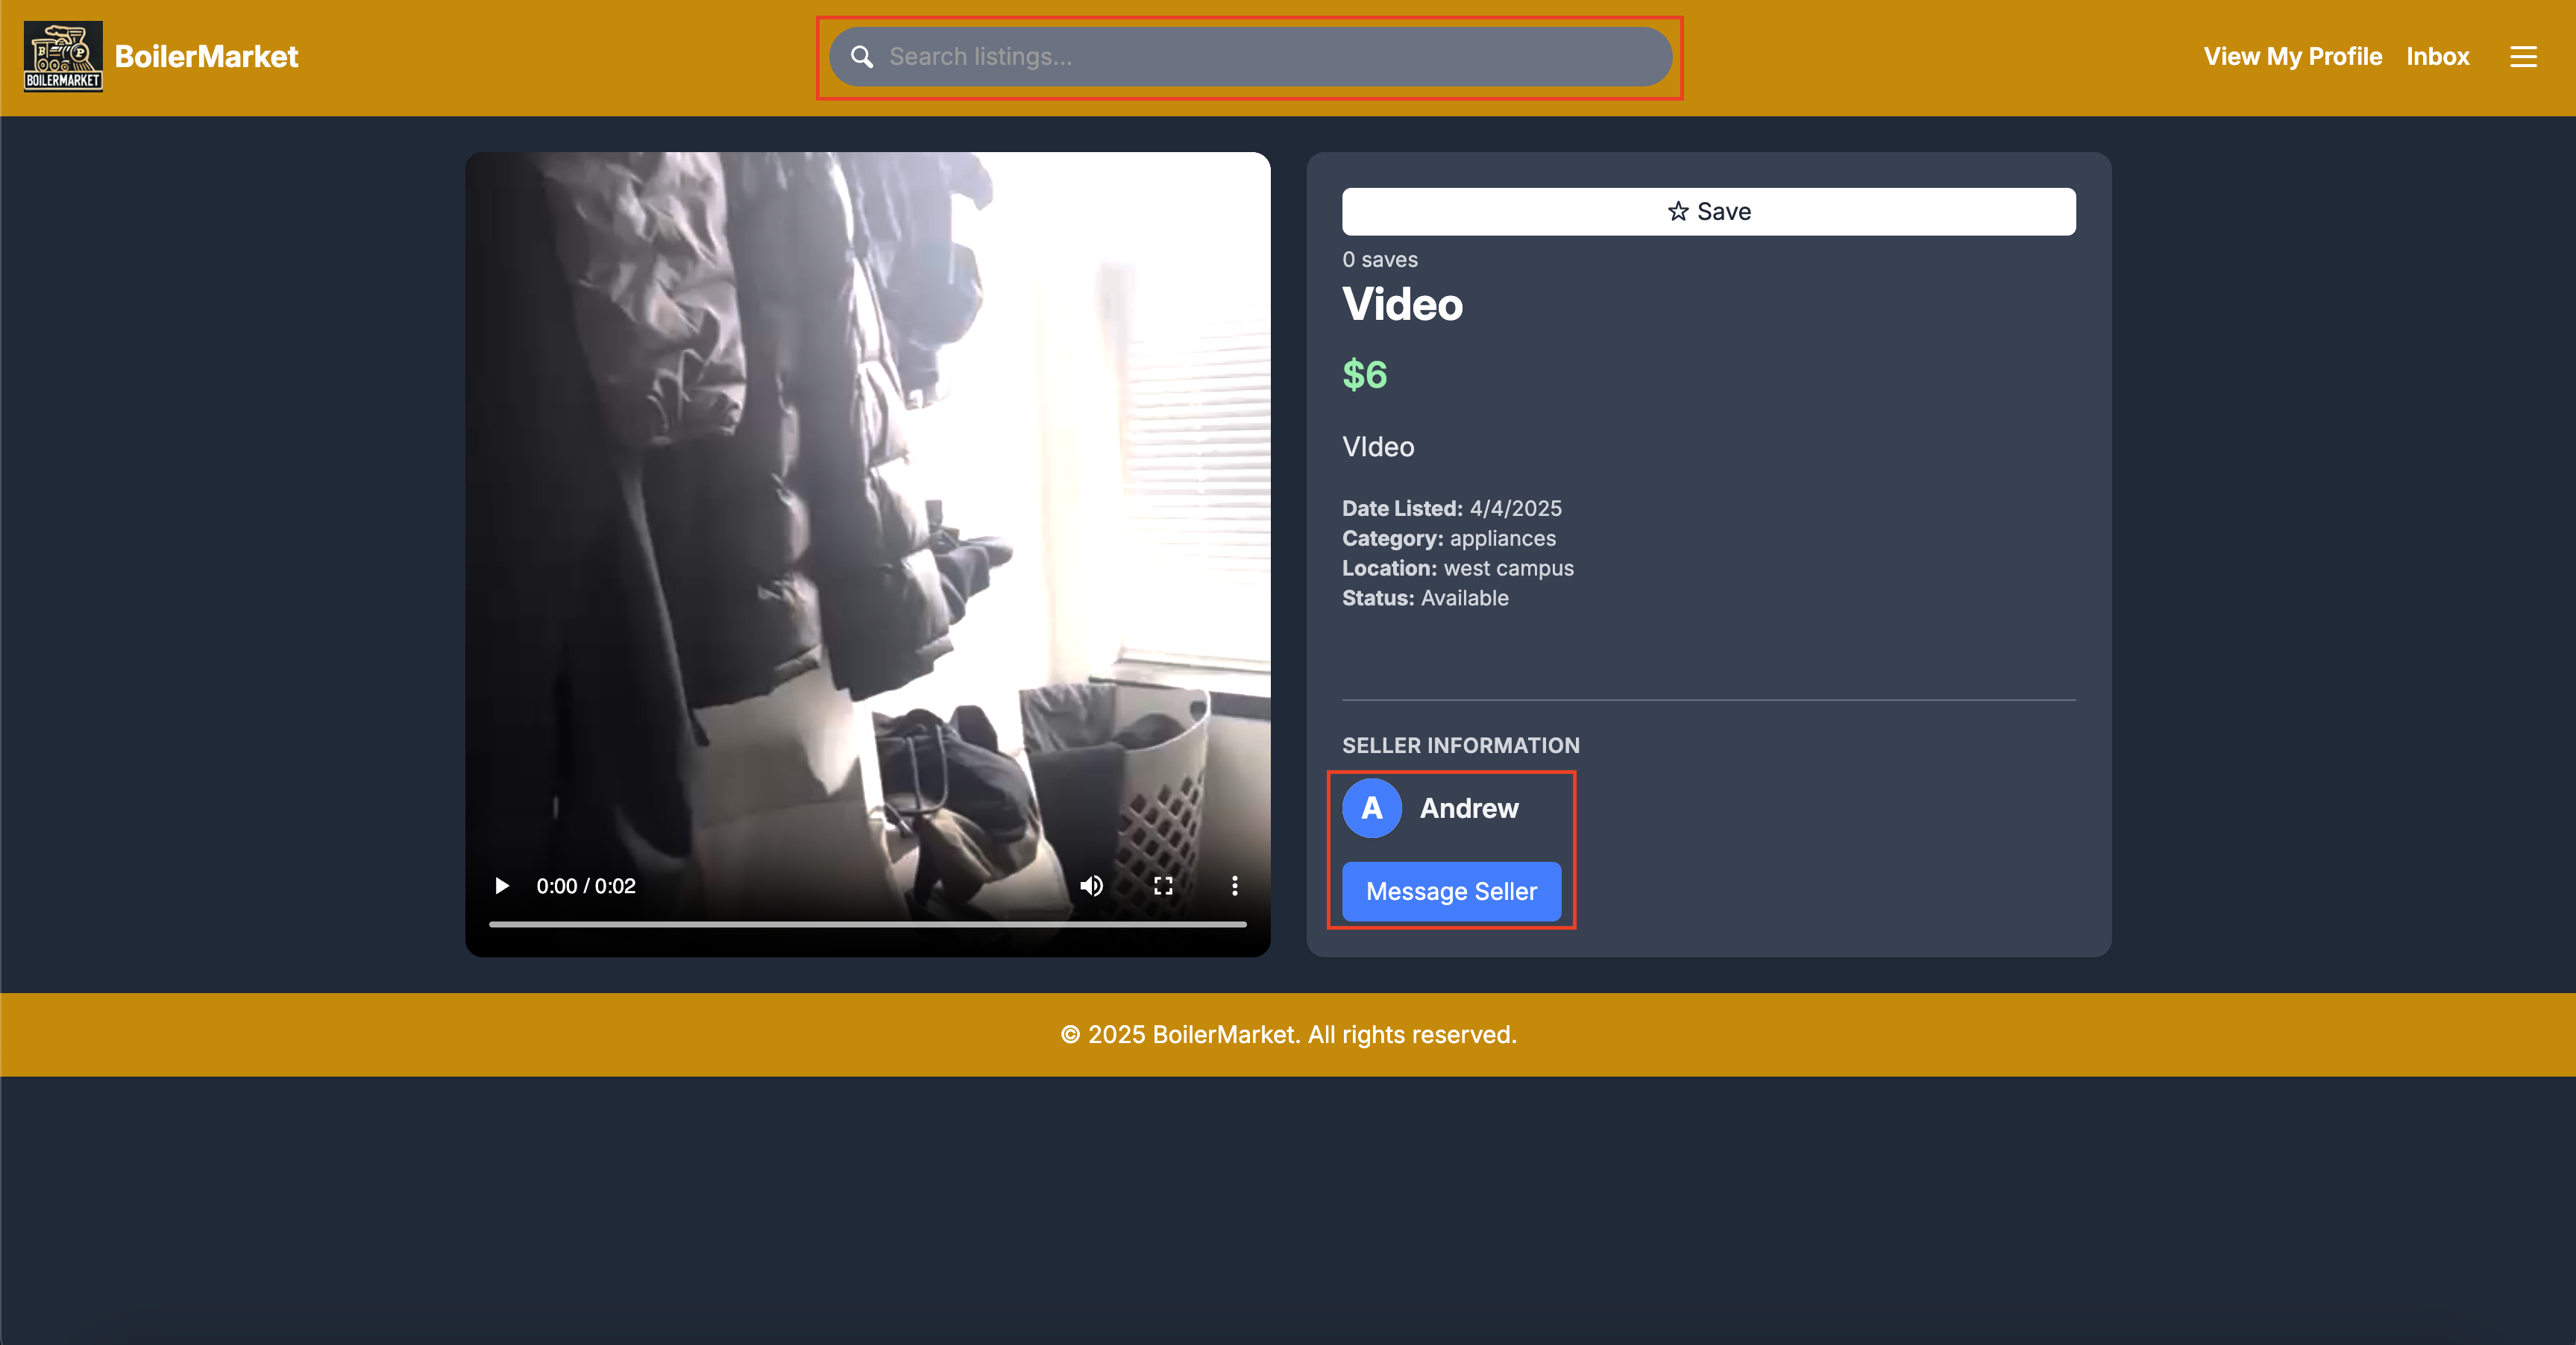 B P
BOILERMARKET
BoilerMarket
Search listings...
View My Profile
Inbox
☆ Save
0 saves
Video
$6
VIdeo
Date Listed: 4/4/2025
Category: appliances
Location: west campus
Status: Available
0:00 / 0:02
SELLER INFORMATION
A
Andrew
Message Seller
© 2025 BoilerMarket. All rights reserved.